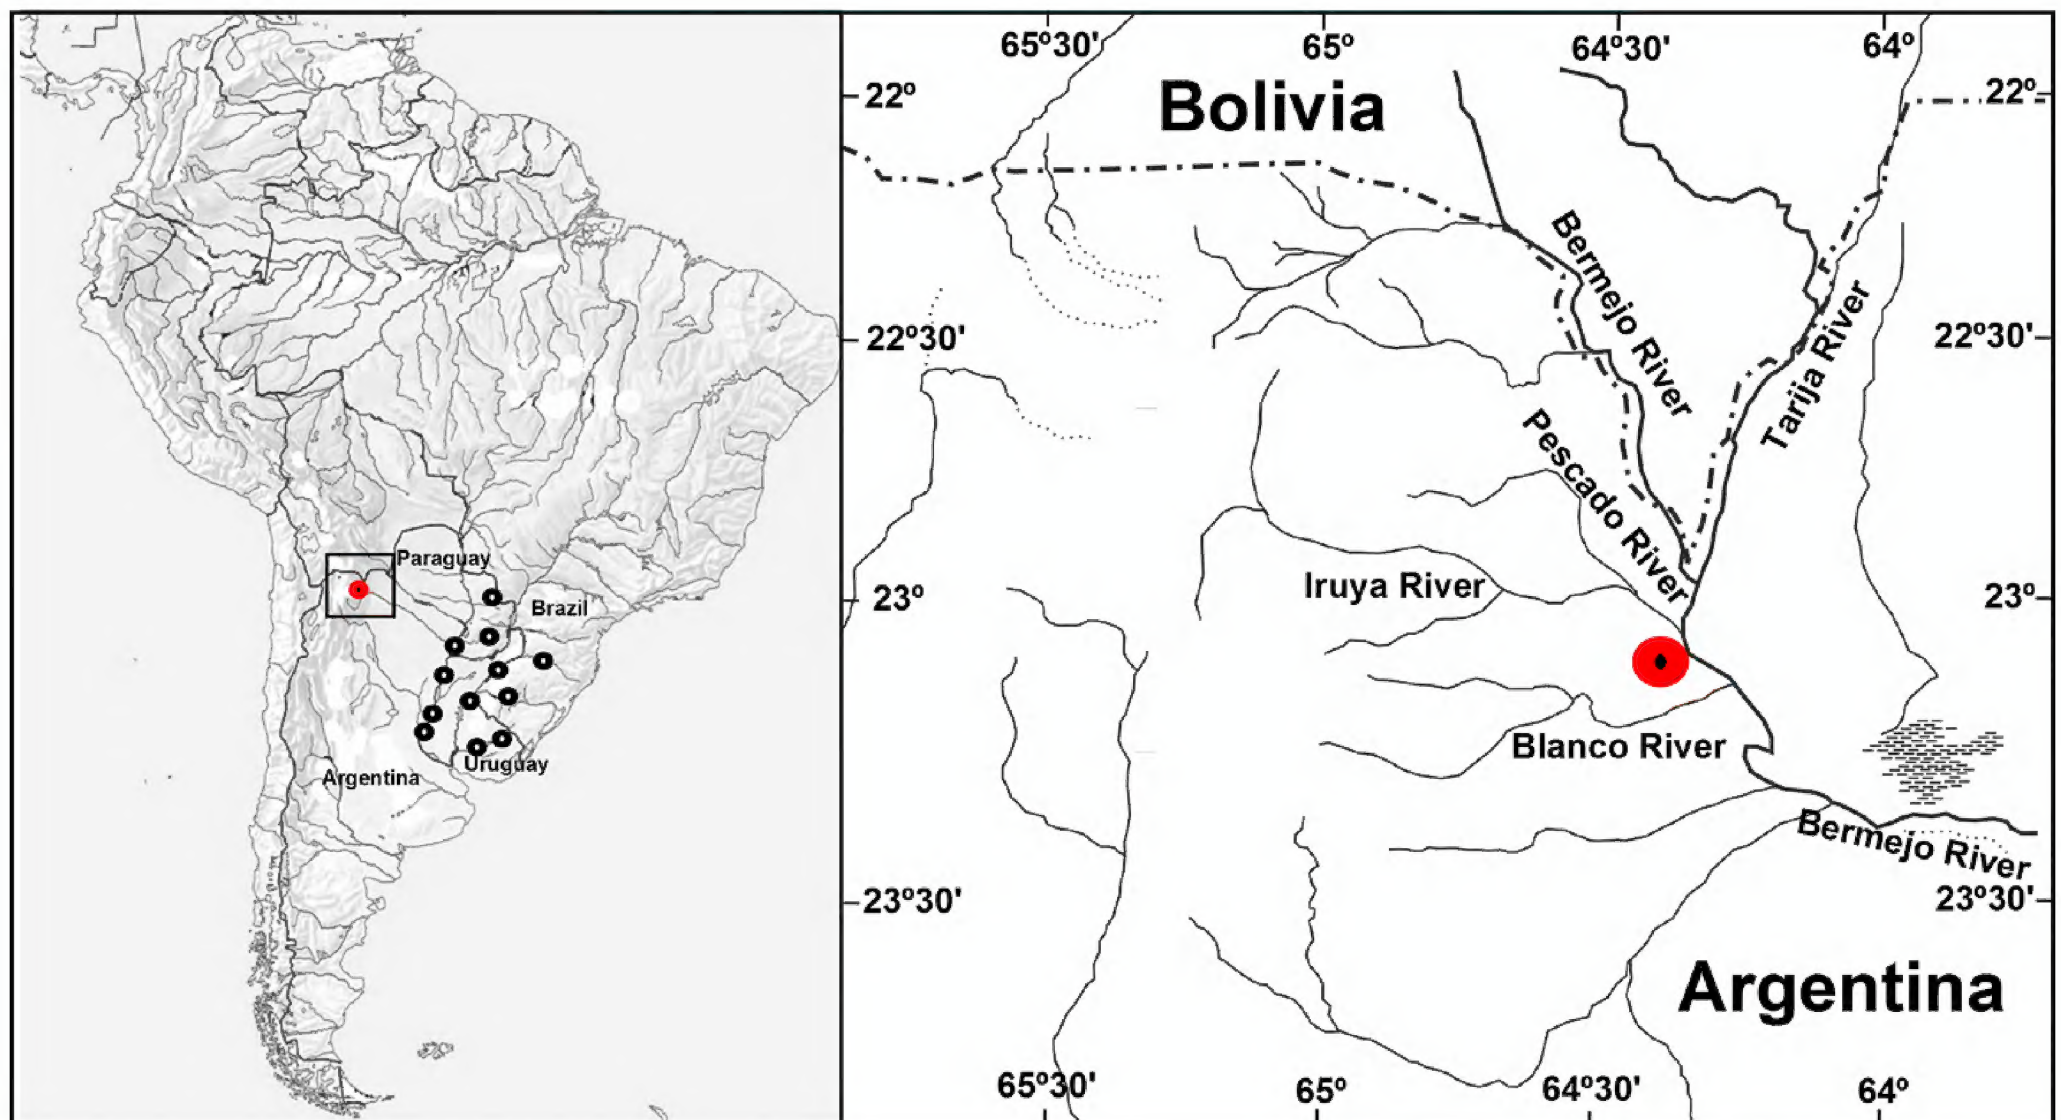 Paraguay
Brazil
Uruguay
Argentina
65º30'
65º
64º30'
64º
22º
22º
Bolivia
Bermejo River
Tarija River
22º30'
22º30'
Pescado River
Iruya River
23º
23º
Blanco River
Bermejo River
23º30'
23º30'
Argentina
65º30'
65º
64º30'
64º